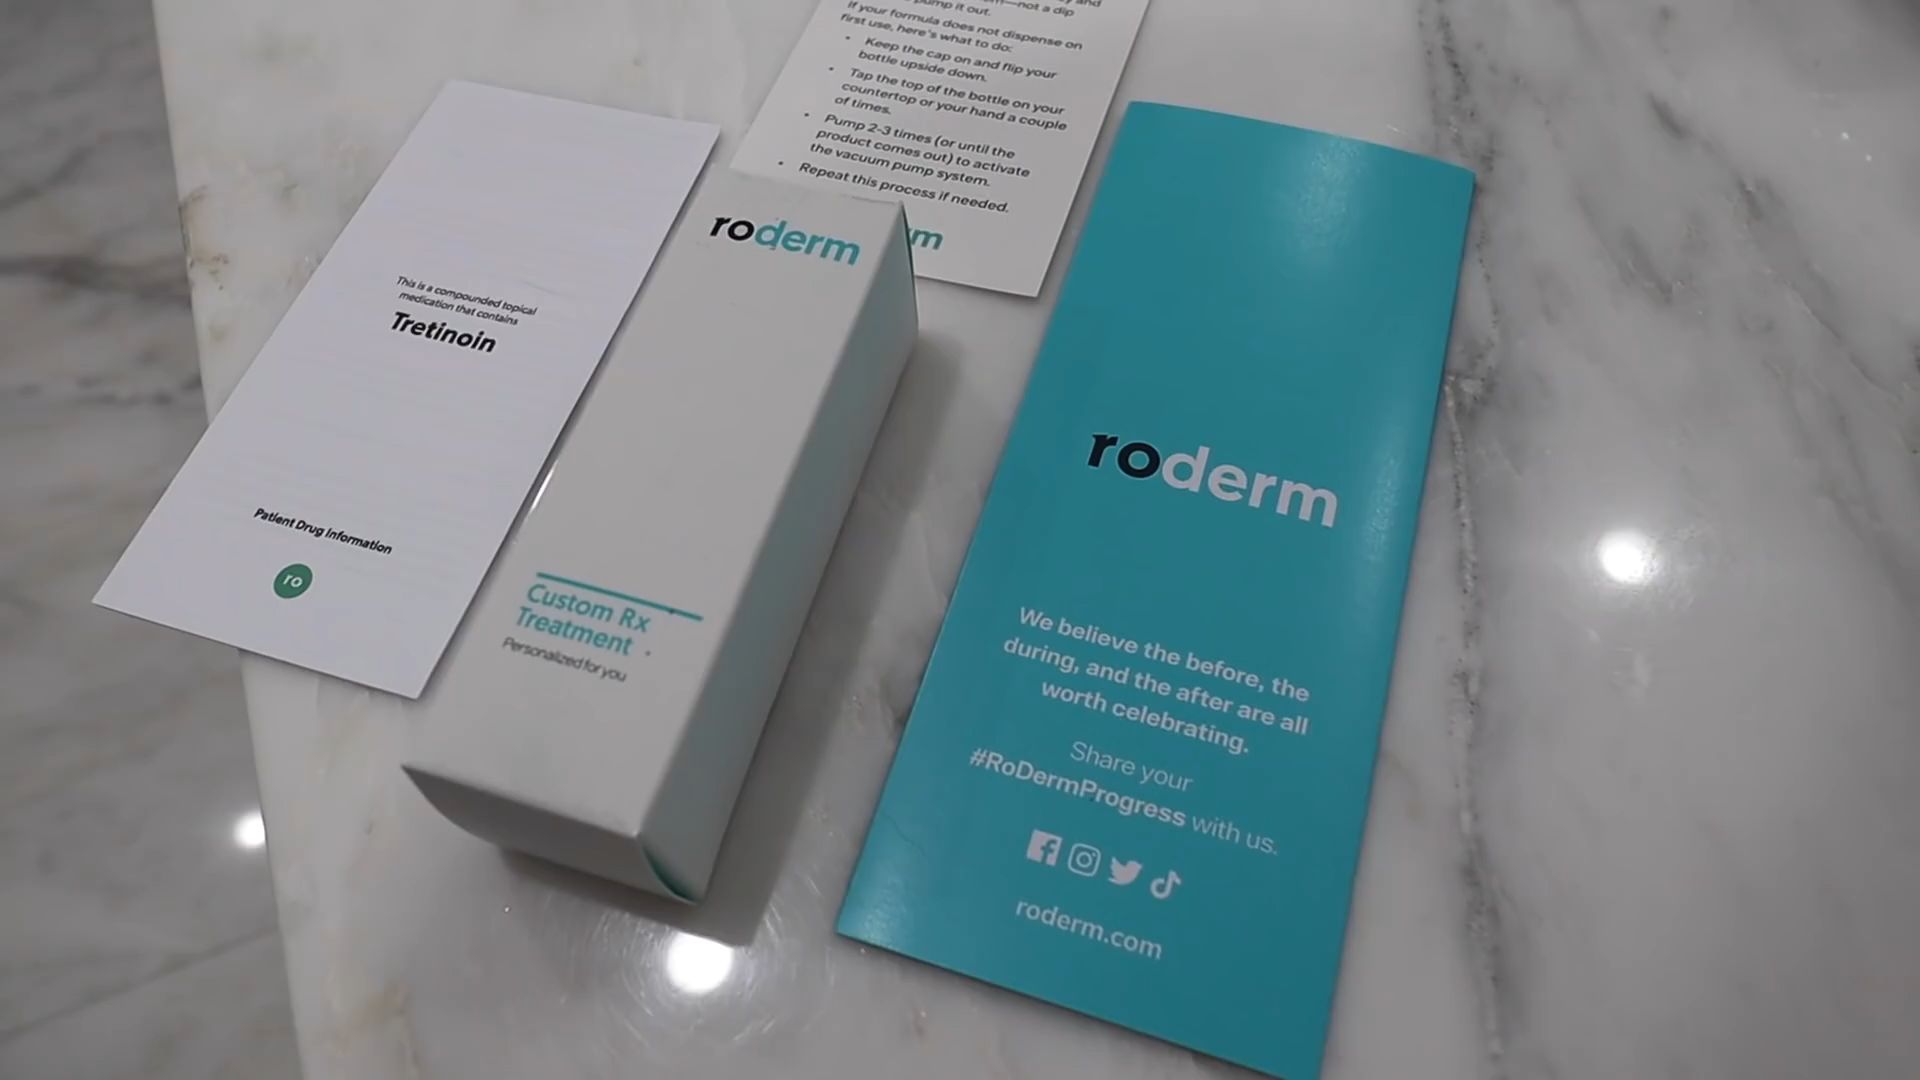 not a dip
pump it out.
If your formula does not dispense on
first use, here's what to do:
• Keep the cap on and flip your
bottle upside down.
• Tap the top of the bottle on your
countertop or your hand a couple
of times.
• Pump 2-3 times (or until the
product comes out) to activate
the vacuum pump system.
• Repeat this process if needed.
This is a compounded topical
medication that contains
Tretinoin
Patient Drug Information
ro
roderm
Custom Rx
Treatment
Personalized for you
roderm
We believe the before, the
during, and the after are all
worth celebrating.
Share your
#RoDermProgress with us.
roderm.com